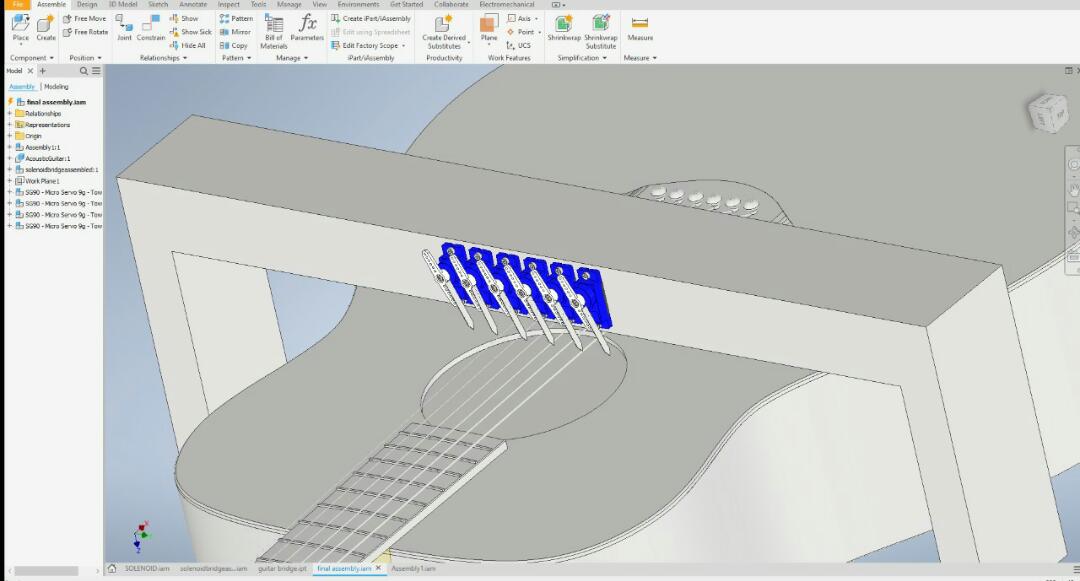 File Assemble Design 3D Model Sketch Annotate Inspect Tools Manage View Environments Get Started Collaborate Electromechanical
Place Create Free Move Joint Constrain Show Pattern Bill of Materials Parameters Create iPart/iAssembly Create Derived Substitutes Plane Axis Shrinkwrap Shrinkwrap Substitute Measure
Free Rotate Show Sick Mirror Edit using Spreadsheet Point
Hide All Copy Edit Factory Scope UCS
Component Position Relationships Pattern Manage iPart/iAssembly Productivity Work Features Simplification Measure
Model
Assembly Modeling
final assembly.iam
Relationships
Representations
Origin
Assembly1:1
AcousticGuitar:1
solenoidbridgeassembled:1
Work Plane1
SG90 - Micro Servo 9g - Tow
SG90 - Micro Servo 9g - Tow
SG90 - Micro Servo 9g - Tow
SG90 - Micro Servo 9g - Tow
X
Z
SOLENOID.iam solenoidbridgeas...iam guitar bridge.ipt final assembly.iam Assembly1.iam